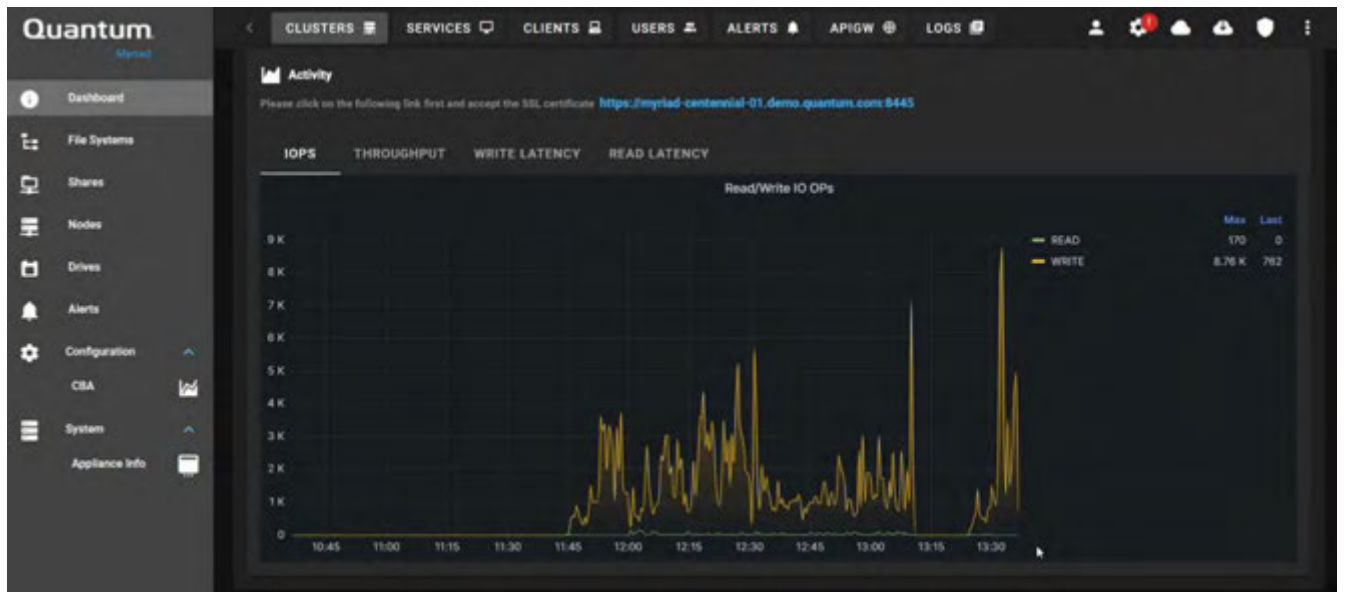 Quantum
Myriad
CLUSTERS SERVICES CLIENTS USERS ALERTS APIGW LOGS
Dashboard
File Systems
Shares
Nodes
Drives
Alerts
Configuration
CBA
System
Appliance Info
Activity
Please click on the following link first and accept the SSL certificate https://myriad-centennial-01.demo.quantum.com:8445
IOPS THROUGHPUT WRITE LATENCY READ LATENCY
Read/Write IO OPs
Max Last
READ 170 0
WRITE 8.76 K 762
9 K
8 K
7 K
6 K
5 K
4 K
3 K
2 K
1 K
0
10:45 11:00 11:15 11:30 11:45 12:00 12:15 12:30 12:45 13:00 13:15 13:30